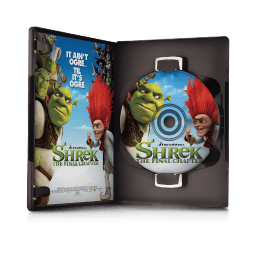 IT AIN'T
OGRE...
TIL
IT'S
OGRE
DREAMWORKS
SHREK
THE FINAL CHAPTER
DREAMWORKS
SHREK
THE FINAL CHAPTER